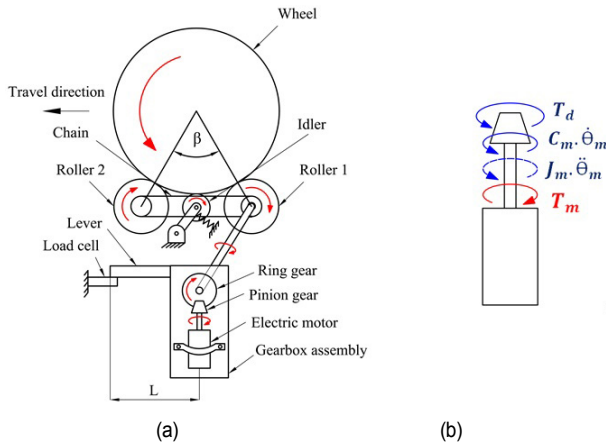 Wheel
Travel direction
Chain
β
Idler
Roller 2
Roller 1
Lever
Load cell
Ring gear
Pinion gear
Electric motor
Gearbox assembly
L
(a)
T_d
C_m. θ̇_m
J_m. θ̈_m
T_m
(b)